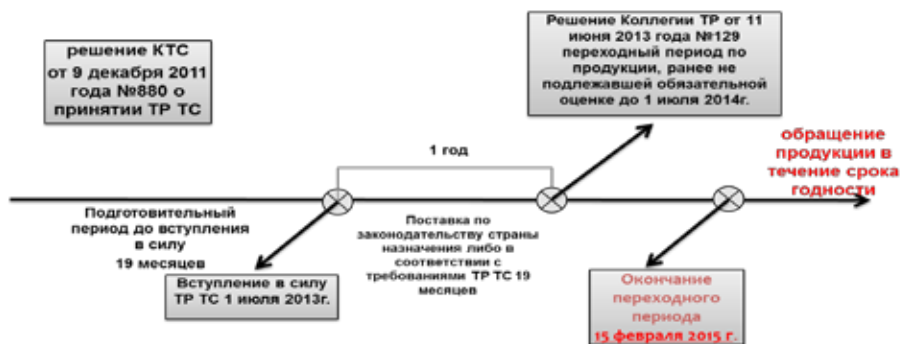 решение КТС
от 9 декабря 2011
года №880 о
принятии ТР ТС
Решение Коллегии ТР от 11
июня 2013 года №129
переходный период по
продукции, ранее не
подлежавшей обязательной
оценке до 1 июля 2014г.
1 год
обращение
продукции в
течение срока
годности
Подготовительный
период до вступления
в силу
19 месяцев
Поставка по
законодательству страны
назначения либо в
соответствии с
требованиями ТР ТС 19
месяцев
Вступление в силу
ТР ТС 1 июля 2013г.
Окончание
переходного
периода
15 февраля 2015 г.